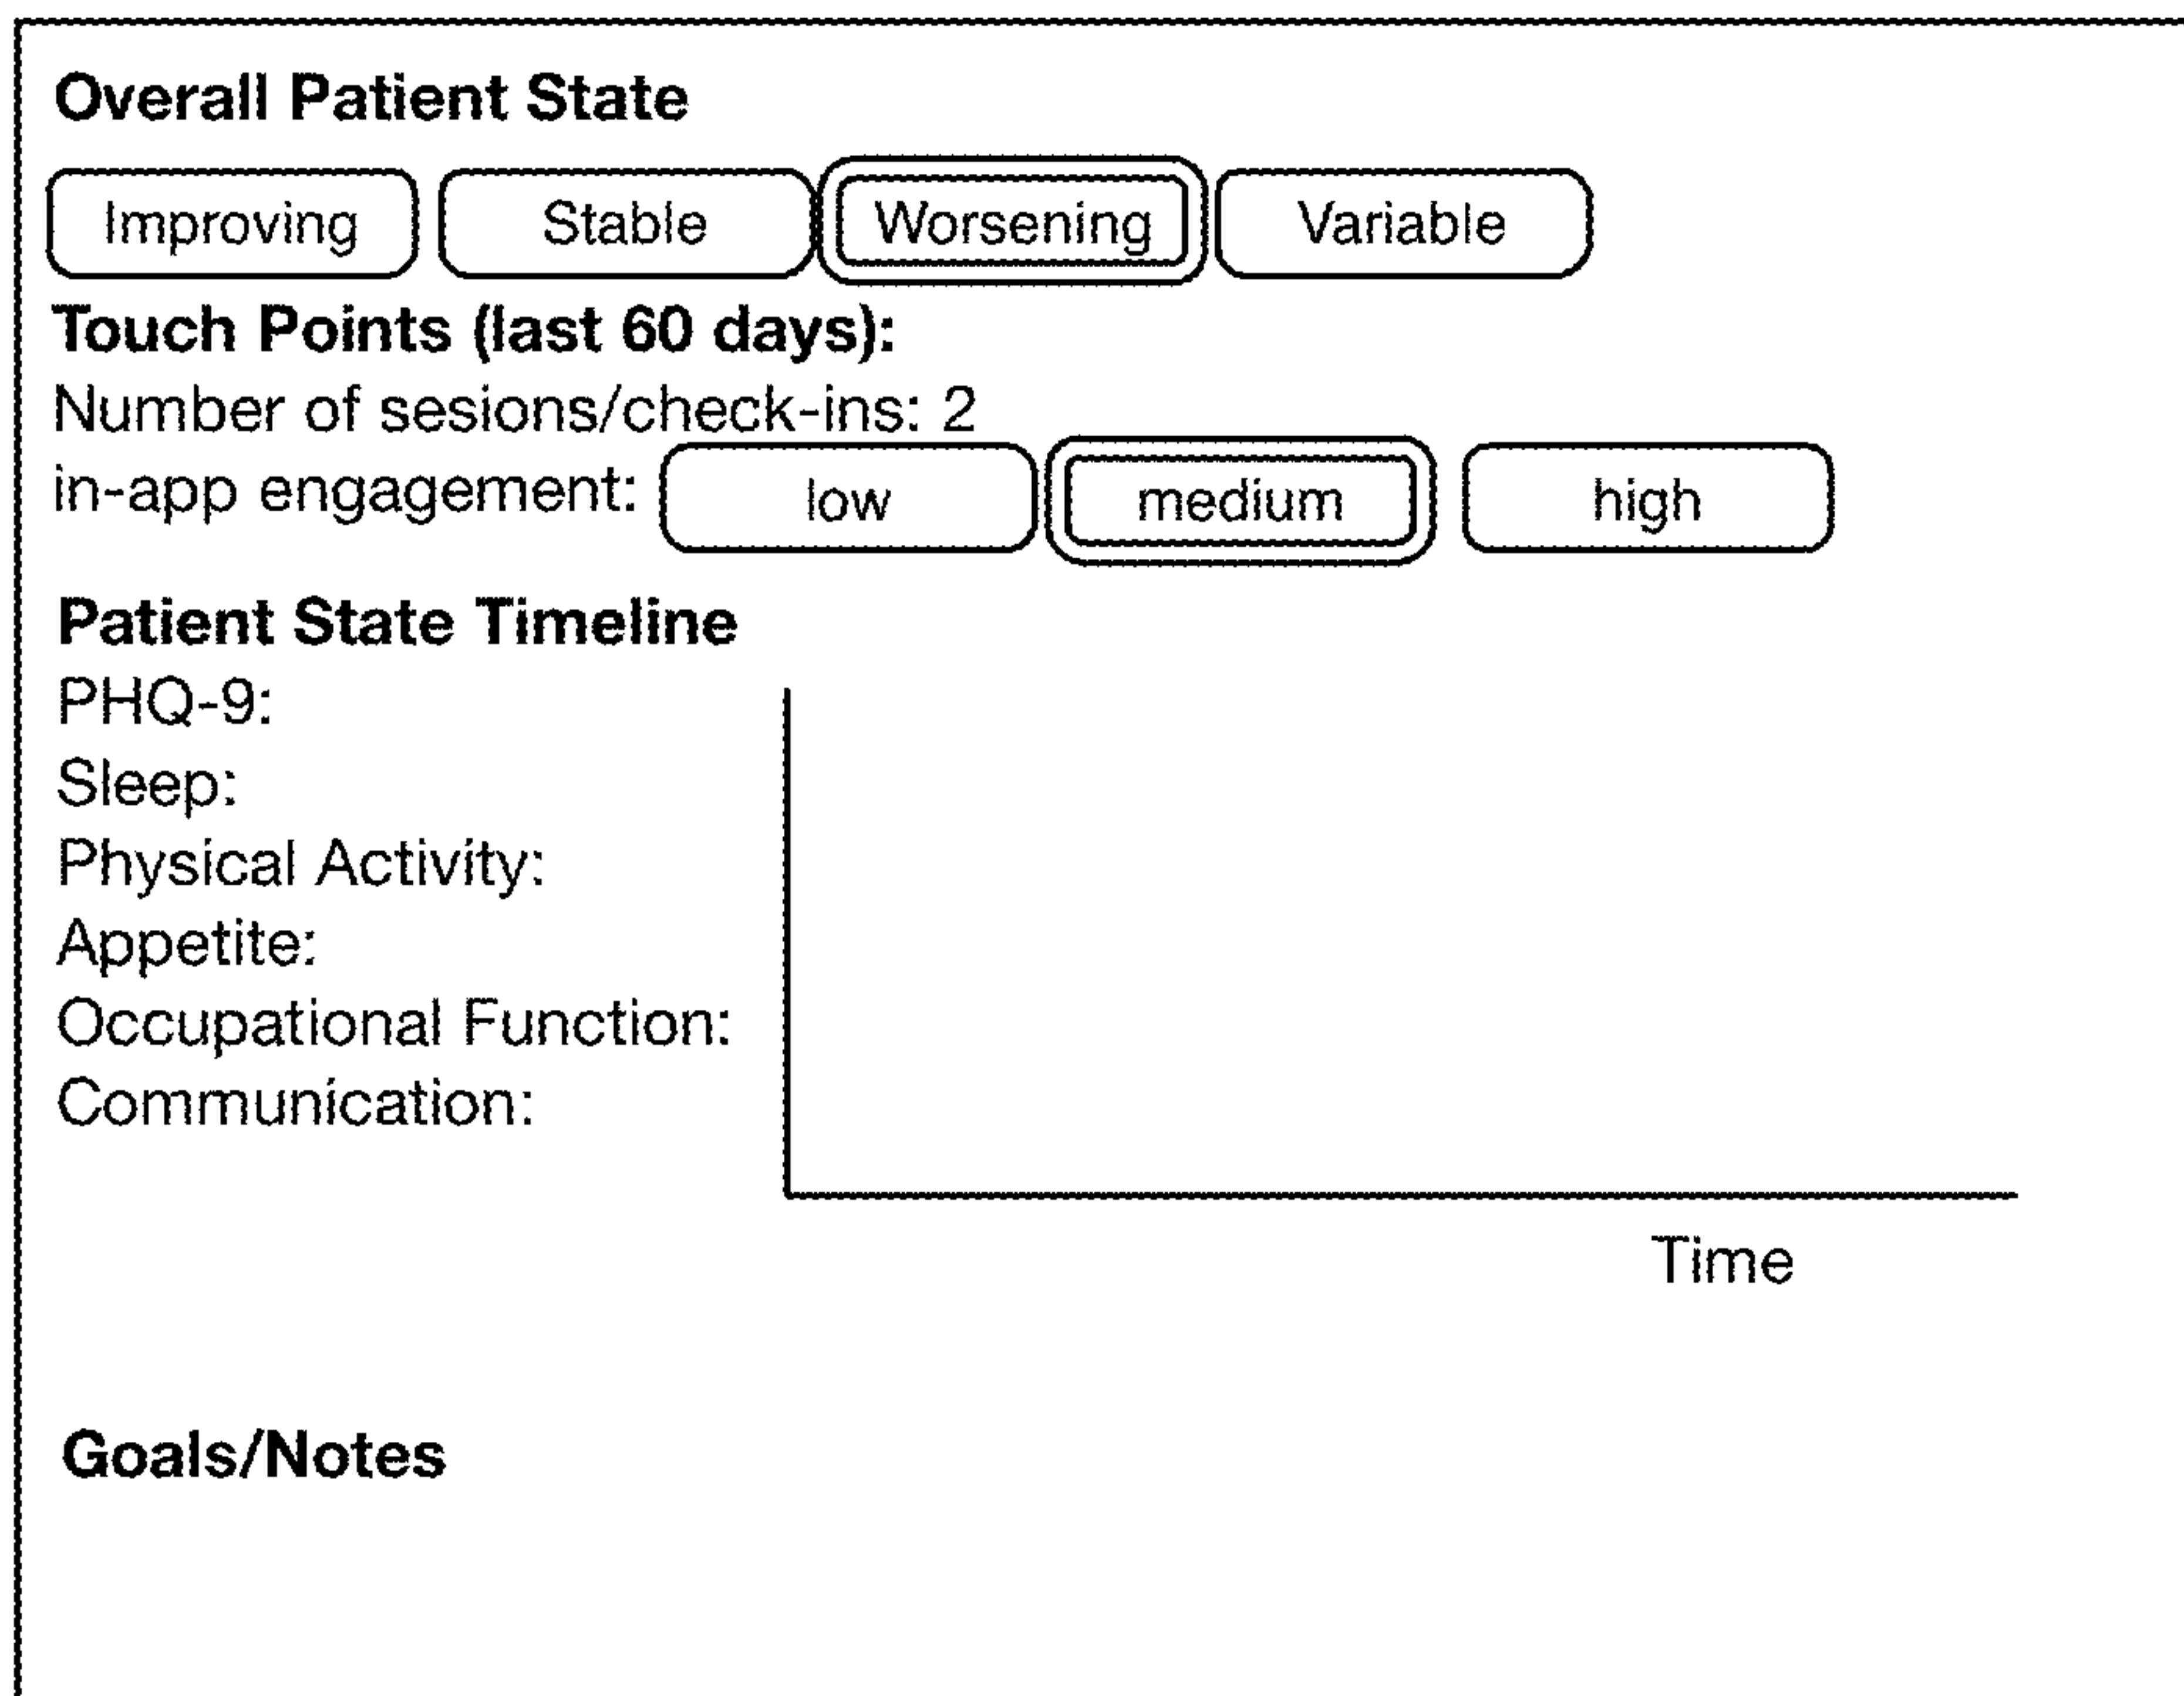 Overall Patient State
Improving Stable Worsening Variable
Touch Points (last 60 days):
Number of sesions/check-ins: 2
in-app engagement: low medium high
Patient State Timeline
PHQ-9:
Sleep:
Physical Activity:
Appetite:
Occupational Function:
Communication:
Time
Goals/Notes